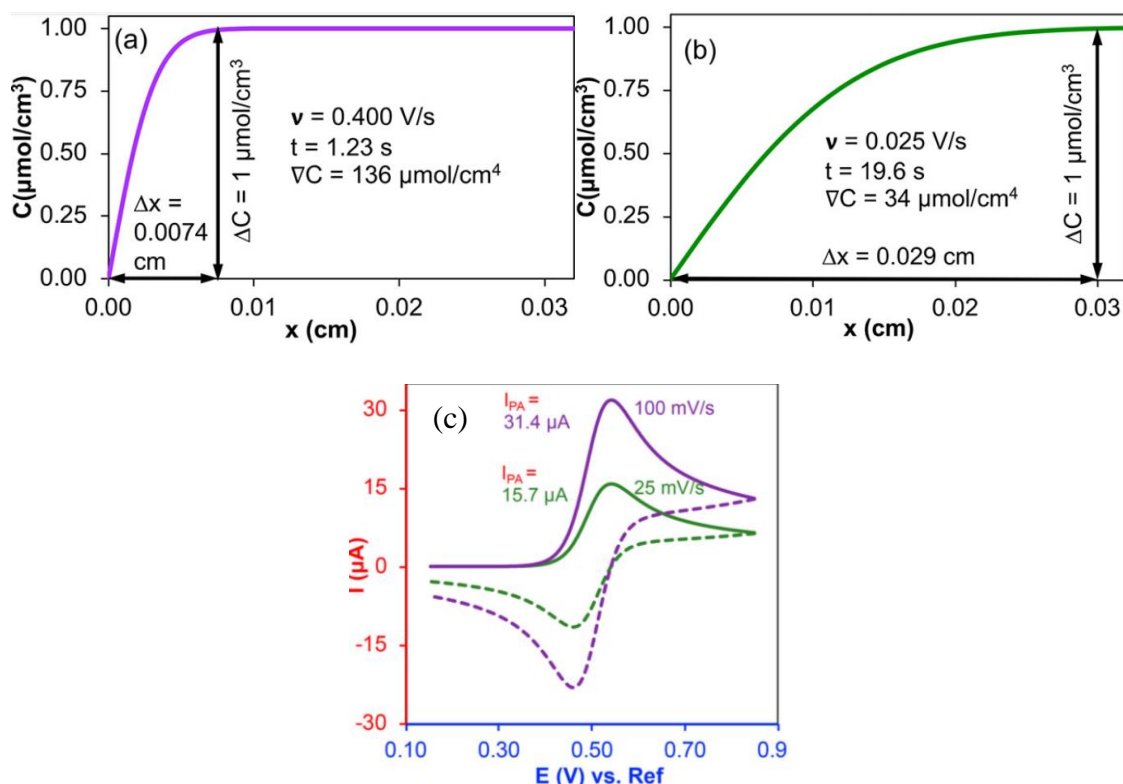 (a)
1.00
0.75
0.50
0.25
0.00
C(μmol/cm³)
ν = 0.400 V/s
t = 1.23 s
∇C = 136 μmol/cm⁴
Δx =
0.0074
cm
ΔC = 1 μmol/cm³
0.00 0.01 0.02 0.03
x (cm)
(b)
1.00
0.75
0.50
0.25
0.00
C(μmol/cm³)
ν = 0.025 V/s
t = 19.6 s
∇C = 34 μmol/cm⁴
Δx = 0.029 cm
ΔC = 1 μmol/cm³
0.00 0.01 0.02 0.03
x (cm)
(c)
30
15
0
-15
-30
I (μA)
I_PA =
31.4 μA
100 mV/s
I_PA =
15.7 μA
25 mV/s
0.10 0.30 0.50 0.70 0.9
E (V) vs. Ref